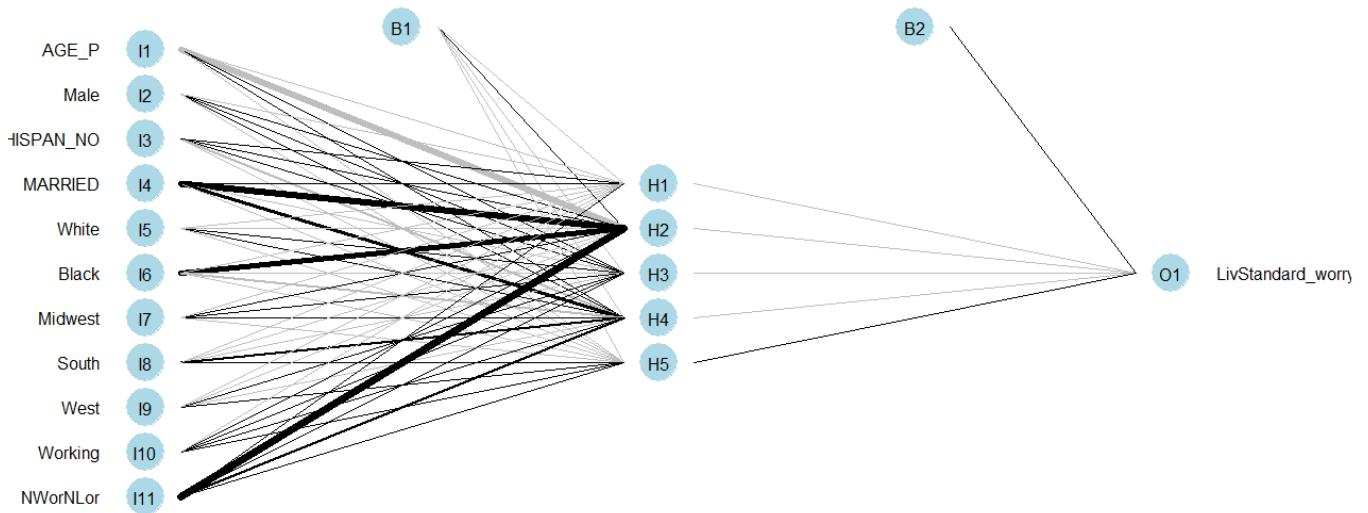 B1
B2
AGE_P I1
Male I2
HISPAN_NO I3
MARRIED I4 H1
White I5 H2
Black I6 H3 O1 LivStandard_worry
Midwest I7 H4
South I8 H5
West I9
Working I10
NWorNLor I11